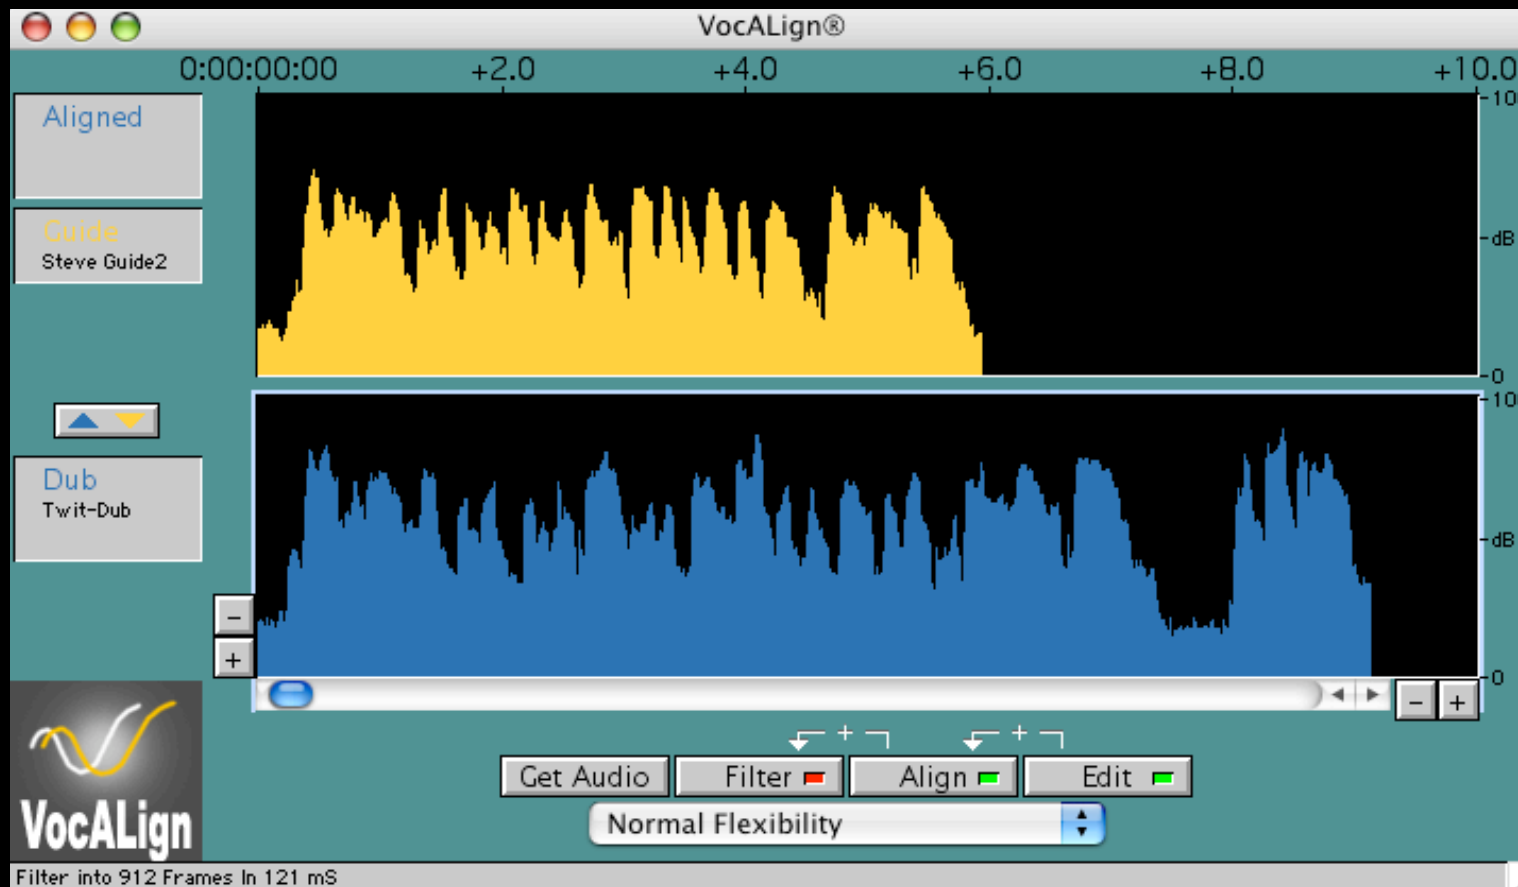 VocALign®
0:00:00:00 +2.0 +4.0 +6.0 +8.0 +10.0
Aligned
Guide
Steve Guide2
10
dB
0
Dub
Twit-Dub
10
dB
0
-
+
- +
+ +
Get Audio Filter Align Edit
Normal Flexibility
VocALign
Filter into 912 Frames In 121 mS